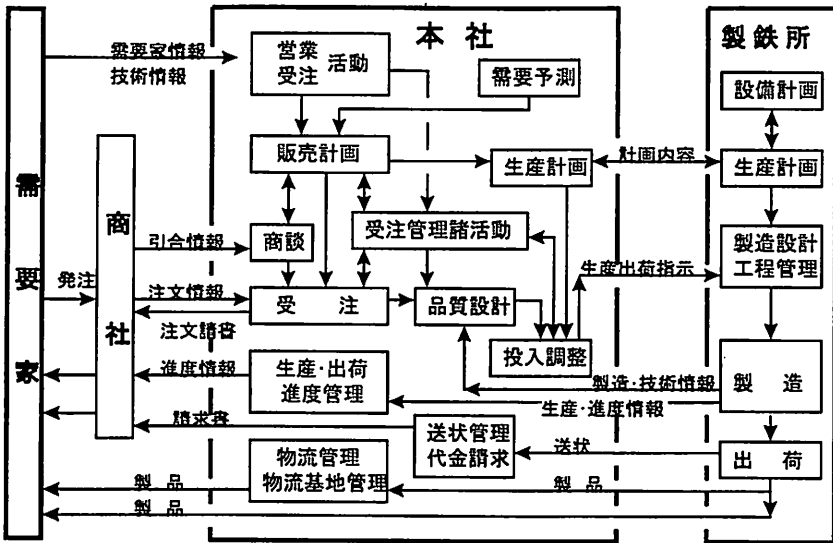 本社
製鉄所
需要家情報
技術情報
営業
受注
活動
需要予測
設備計画
販売計画
生産計画
計画内容
生産計画
需要家
商社
引合情報
商談
受注管理諸活動
製造設計
工程管理
発注
注文情報
受注
品質設計
生産出荷指示
注文請書
投入調整
進度情報
生産・出荷
進度管理
製造・技術情報
製造
生産・進度情報
請求書
送状管理
代金請求
送状
出荷
物流管理
物流基地管理
製品
製品
製品